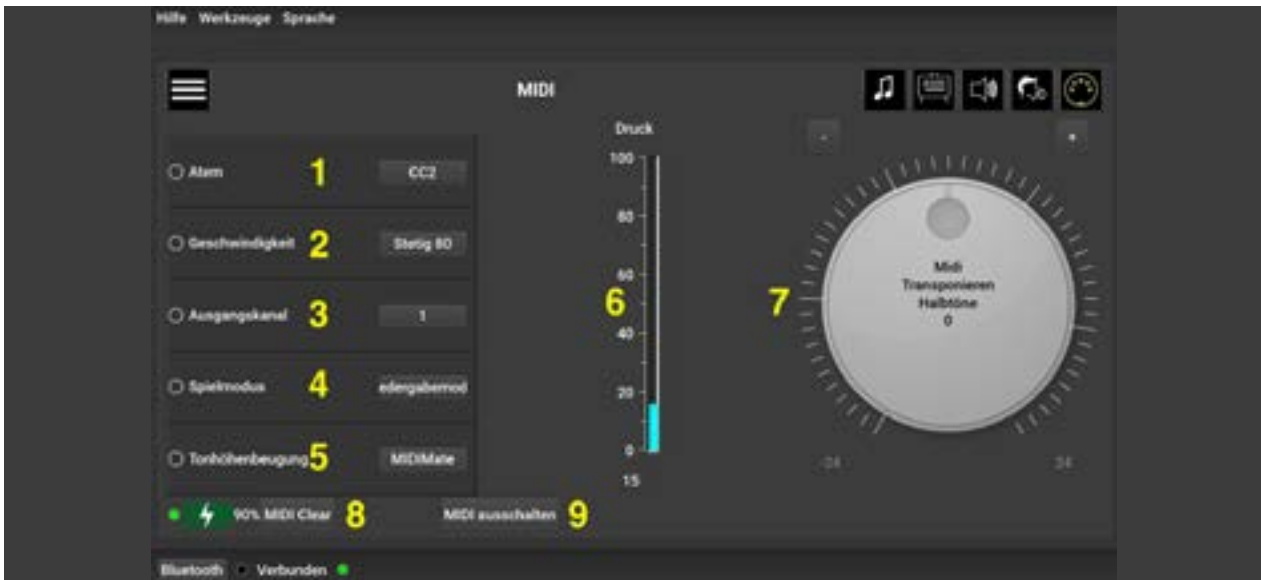 Hilfe Werkzeuge Sprache
MIDI
Druck
- +
100
Atem 1 CC2
80
Geschwindigkeit 2 Stetig 80
60
Midi
Transponieren
Halbtöne
0
6 7
Ausgangskanal 3 1
40
Spielmodus 4 edergabemod
20
Tonhöhenbeugung 5 MIDIMate
0
-24 24
15
90% MIDI Clear 8 MIDI ausschalten 9
Bluetooth Verbunden